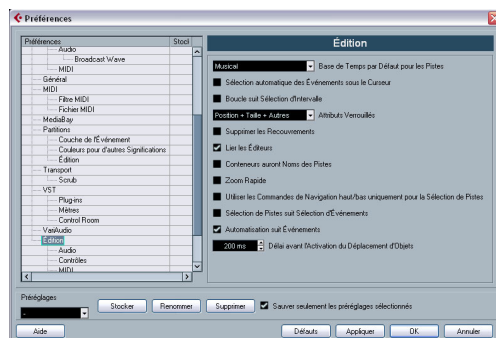 Préférences
Préférences Stocl
Audio
Broadcast Wave
MIDI
Général
MIDI
Filtre MIDI
Fichier MIDI
MediaBay
Partitions
Couche de l'Événement
Couleurs pour d'autres Significations
Édition
Transport
Scrub
VST
Plug-ins
Mètres
Control Room
VariAudio
Édition
Audio
Contrôles
MIDI
Édition
Musical Base de Temps par Défaut pour les Pistes
Sélection automatique des Événements sous le Curseur
Boucle suit Sélection d'Intervalle
Position + Taille + Autres Attributs Verrouillés
Supprimer les Recouvrements
Lier les Éditeurs
Conteneurs auront Noms des Pistes
Zoom Rapide
Utiliser les Commandes de Navigation haut/bas uniquement pour la Sélection de Pistes
Sélection de Pistes suit Sélection d'Événements
Automatisation suit Événements
200 ms Délai avant l'Activation du Déplacement d'Objets
Préréglages
- Stocker Renommer Supprimer Sauver seulement les préréglages sélectionnés
Aide Défauts Appliquer OK Annuler